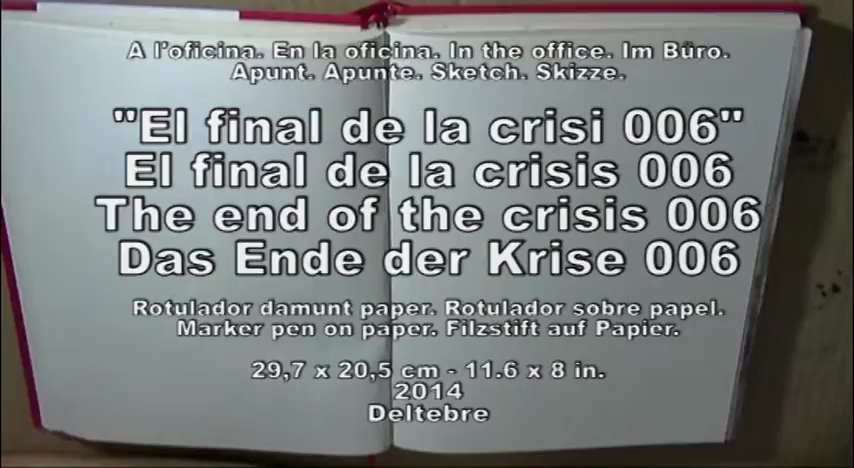 A l'oficina. En la oficina. In the office. Im Büro.
Apunt. Apunte. Sketch. Skizze.
"El final de la crisi 006"
El final de la crisis 006
The end of the crisis 006
Das Ende der Krise 006
Rotulador damunt paper. Rotulador sobre papel.
Marker pen on paper. Filzstift auf Papier.
29,7 x 20,5 cm - 11.6 x 8 in.
2014
Deltebre